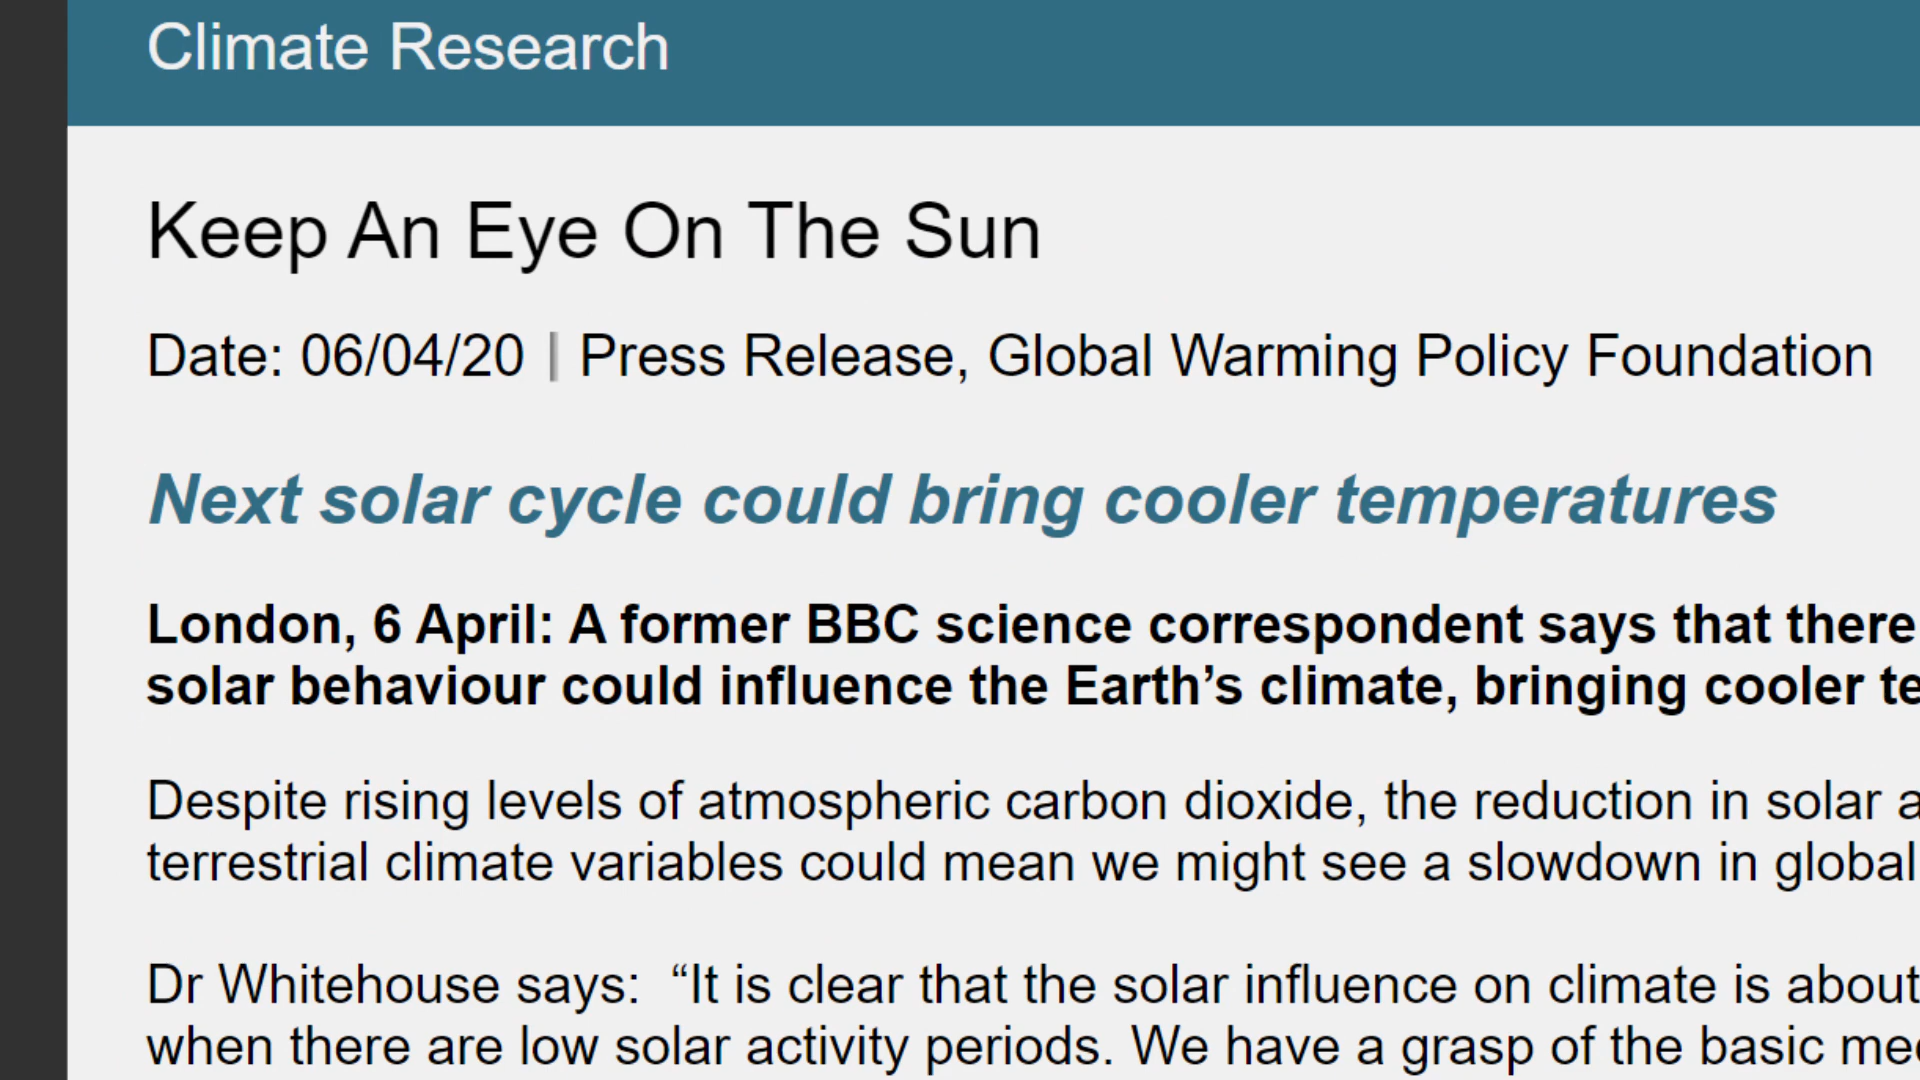 Climate Research
Keep An Eye On The Sun
Date: 06/04/20 | Press Release, Global Warming Policy Foundation
Next solar cycle could bring cooler temperatures
London, 6 April: A former BBC science correspondent says that there
solar behaviour could influence the Earth’s climate, bringing cooler
Despite rising levels of atmospheric carbon dioxide, the reduction in solar
terrestrial climate variables could mean we might see a slowdown in global
Dr Whitehouse says:  “It is clear that the solar influence on climate is about
when there are low solar activity periods. We have a grasp of the basic